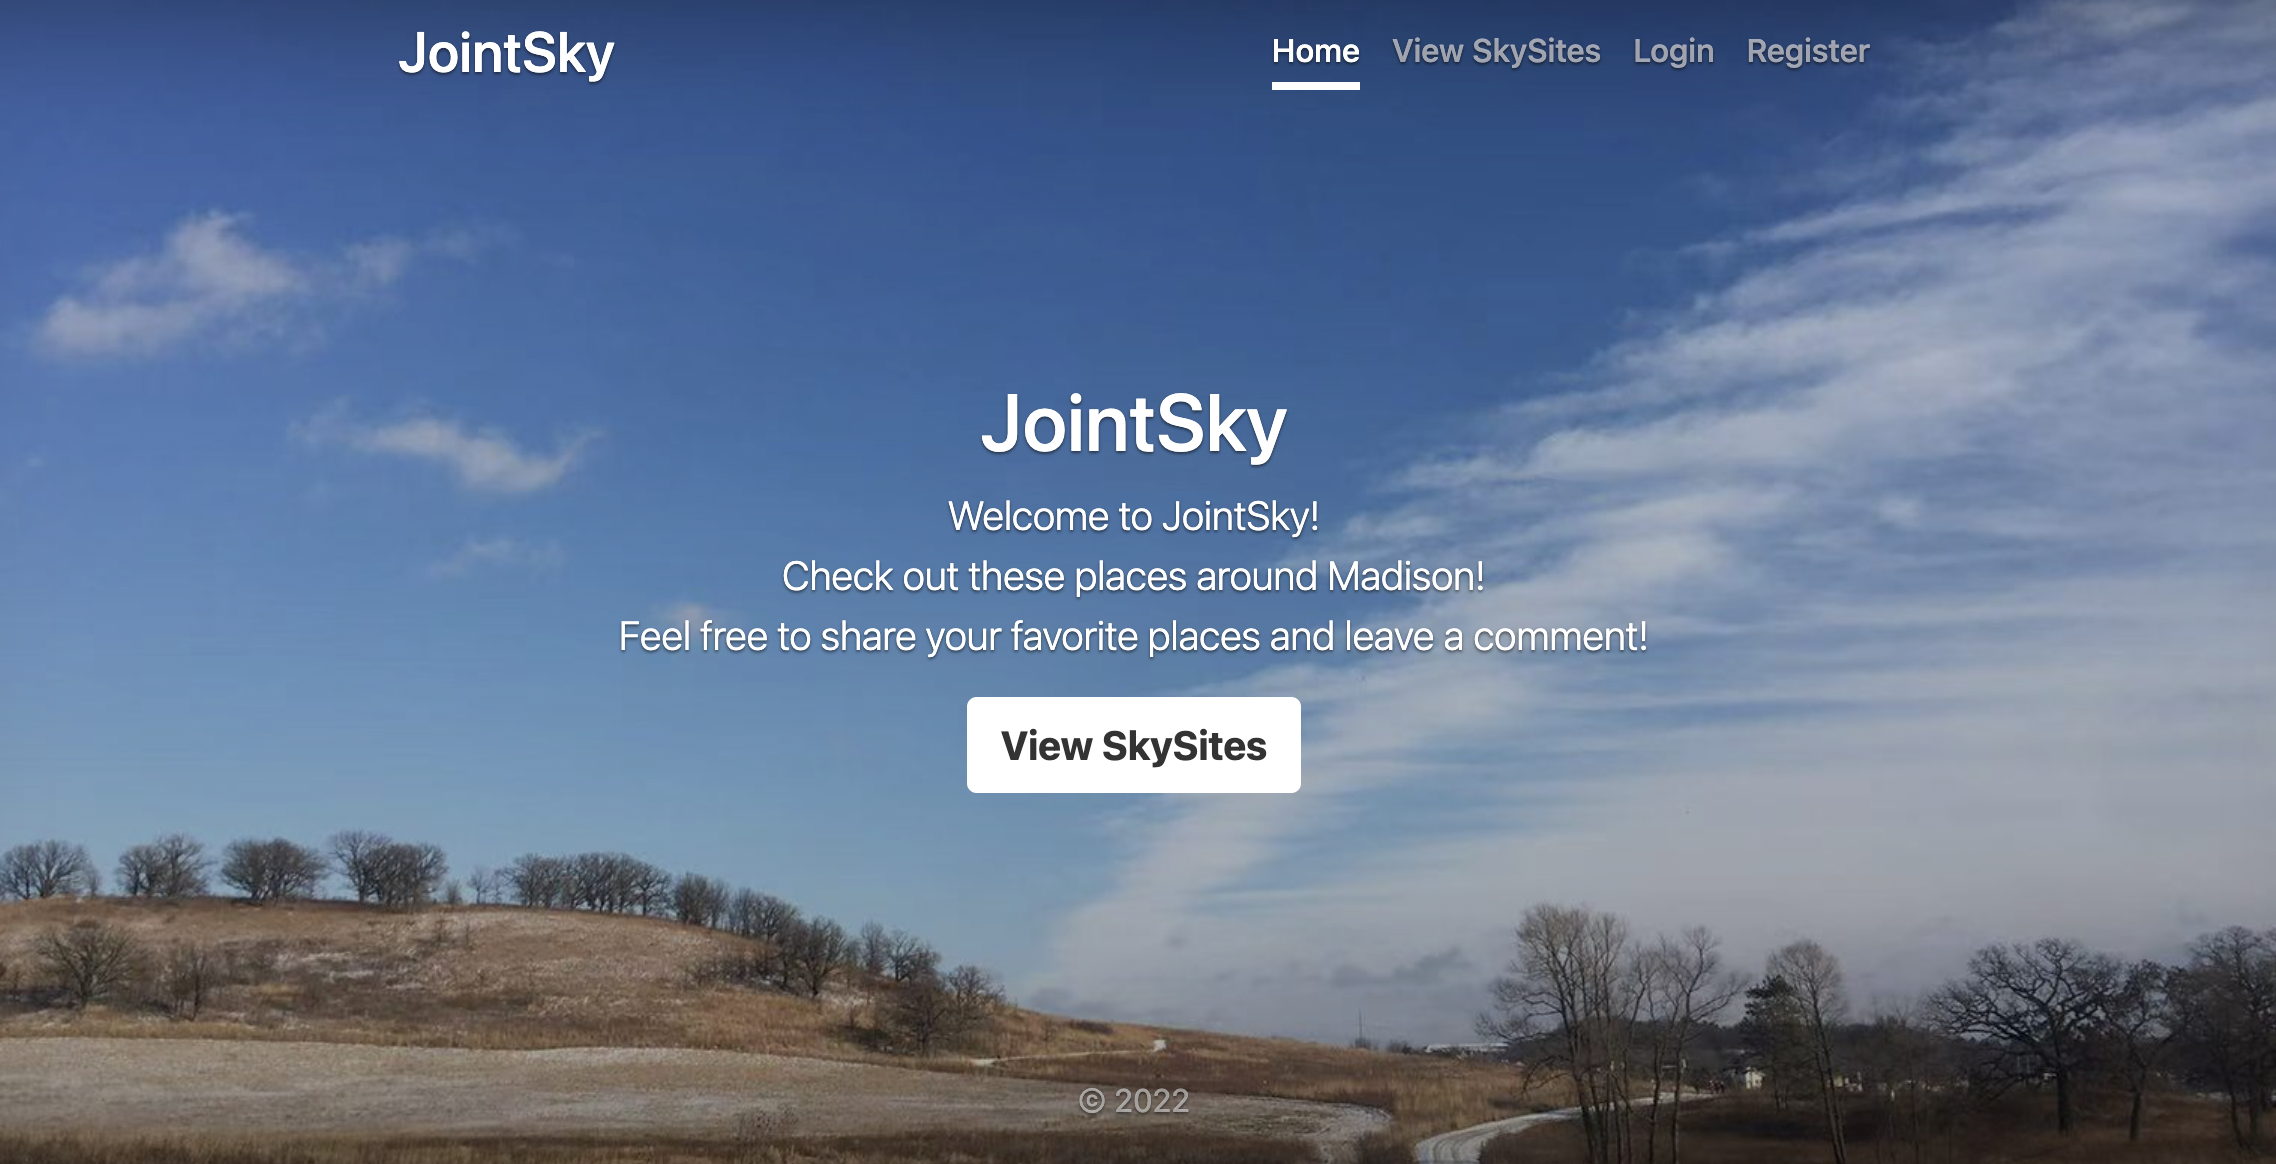 JointSky
Home View SkySites Login Register
JointSky
Welcome to JointSky!
Check out these places around Madison!
Feel free to share your favorite places and leave a comment!
View SkySites
© 2022